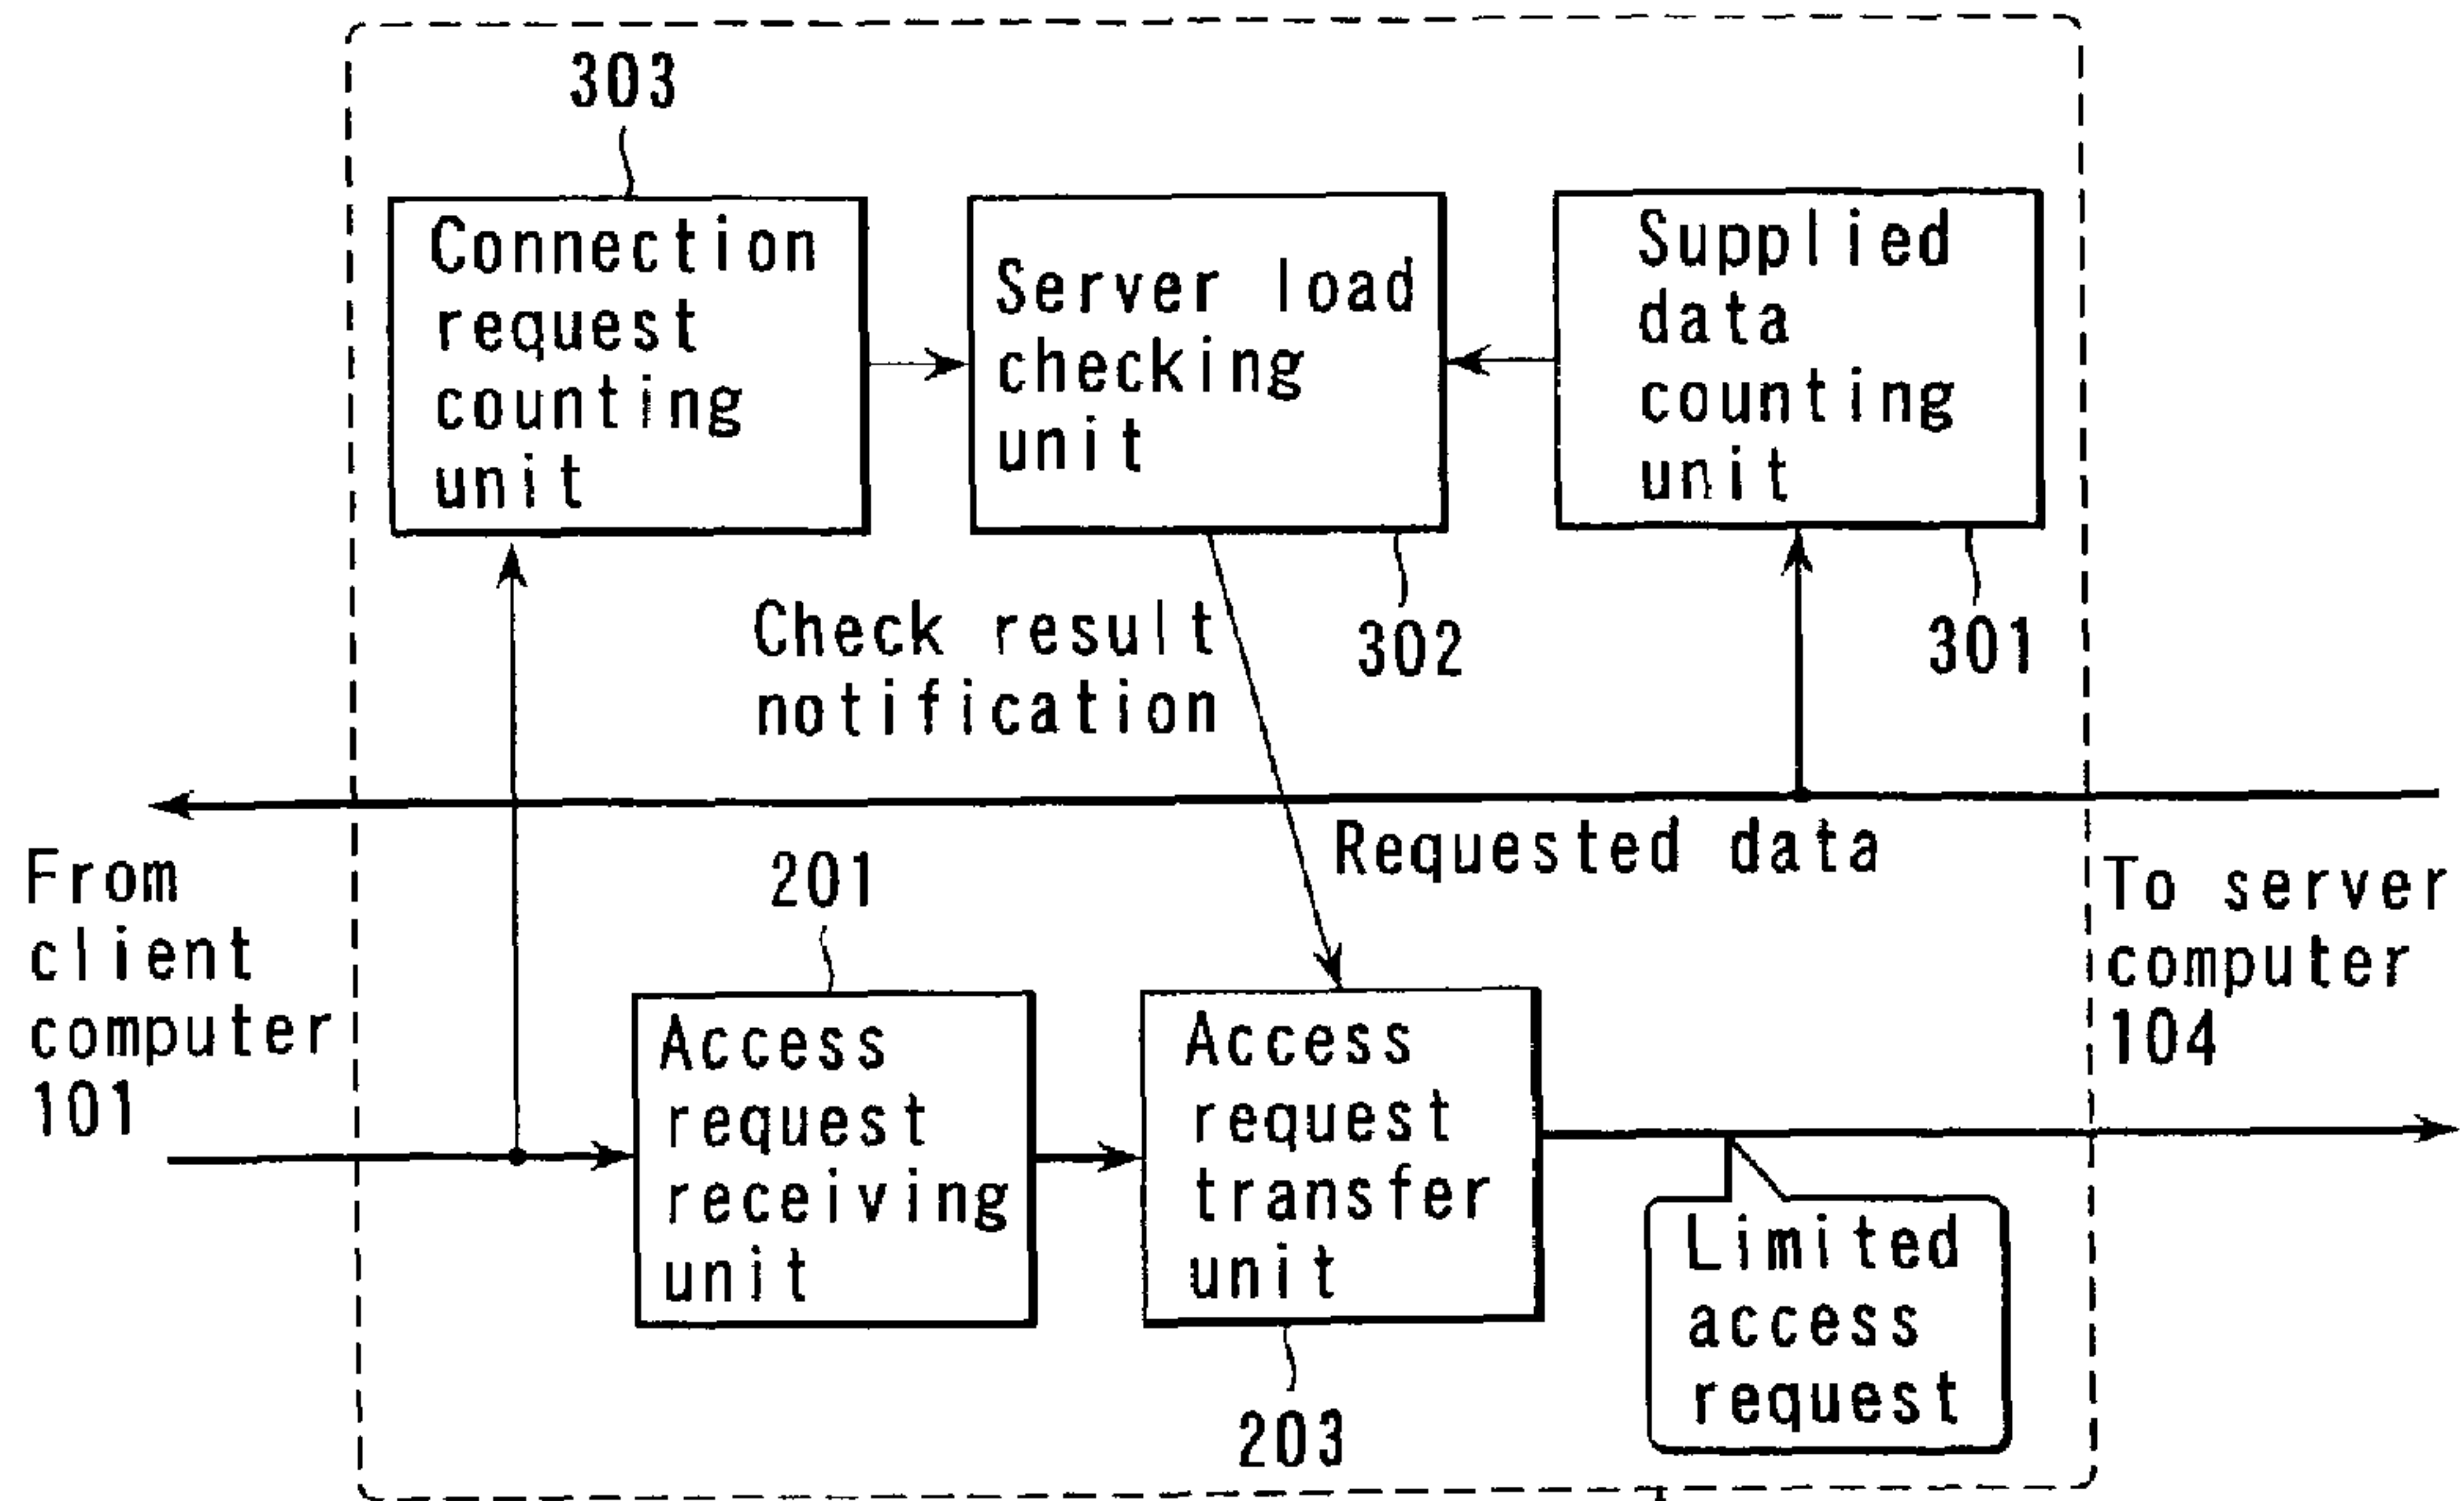 303
Connection
request
counting
unit
Server load
checking
unit
Supplied
data
counting
unit
Check result
notification
302
301
Requested data
From
client
computer
101
201
To server
computer
104
Access
request
receiving
unit
Access
request
transfer
unit
Limited
access
request
203